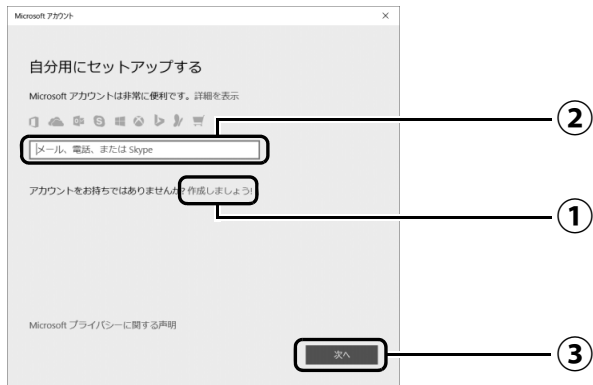 Microsoft アカウント
自分用にセットアップする
Microsoft アカウントは非常に便利です。詳細を表示
②
メール、電話、または Skype
アカウントをお持ちではありませんか? 作成しましょう!
①
Microsoft プライバシーに関する声明
次へ
③